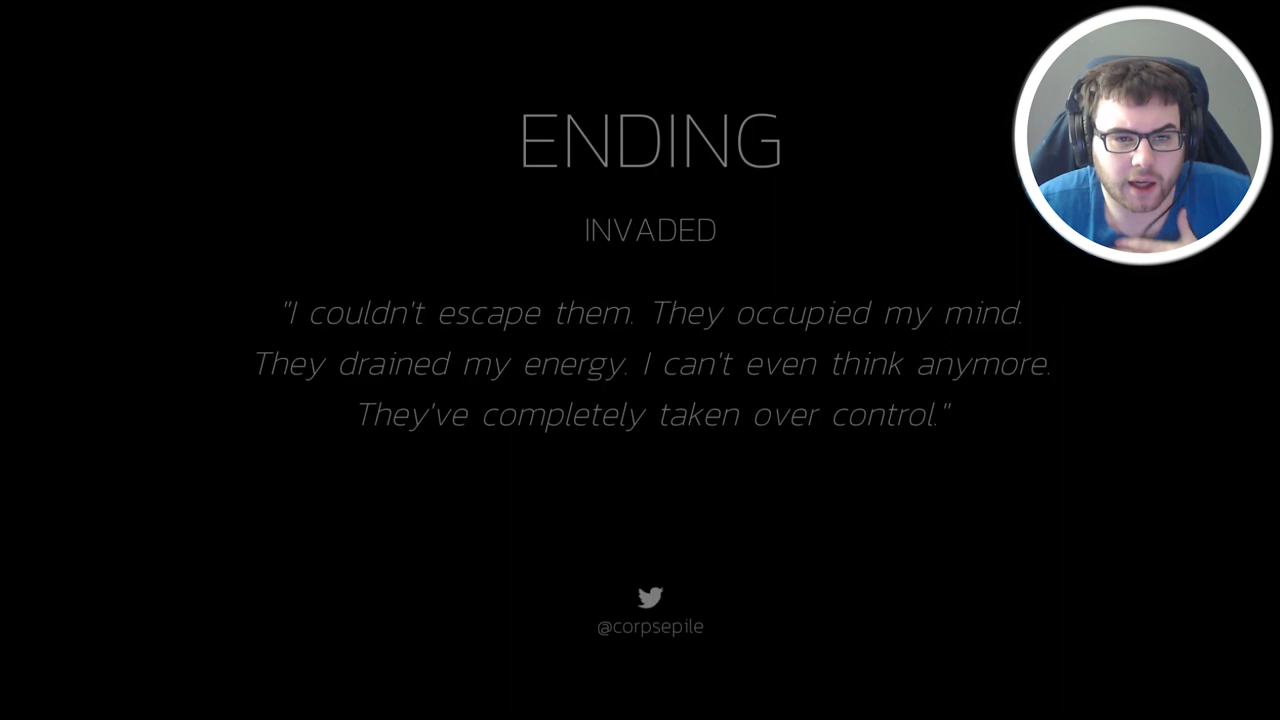 ENDING
INVADED
"I couldn't escape them. They occupied my mind.
They drained my energy. I can't even think anymore.
They've completely taken over control."
@corpsepile